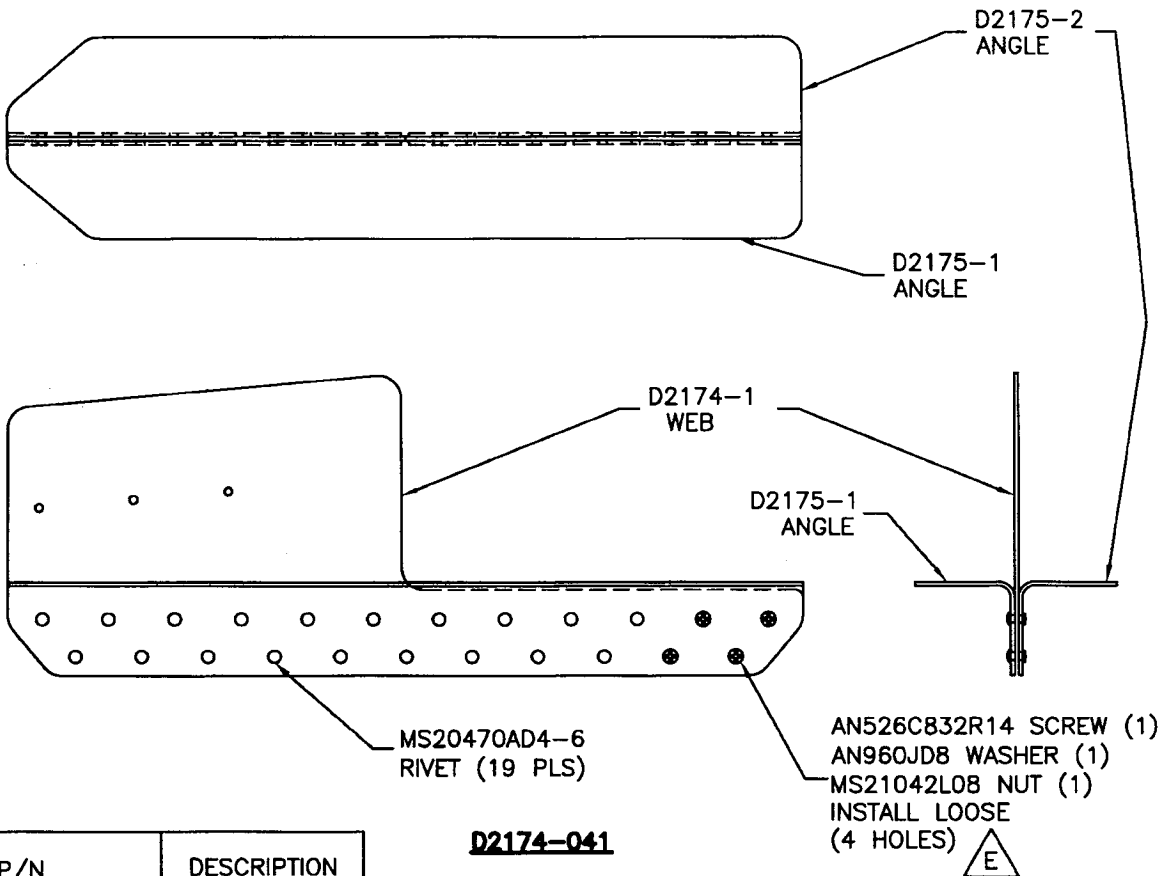 D2175-2
ANGLE
D2175-1
ANGLE
D2174-1
WEB
D2175-1
ANGLE
MS20470AD4-6
RIVET (19 PLS)
AN526C832R14 SCREW (1)
AN960JD8 WASHER (1)
MS21042L08 NUT (1)
INSTALL LOOSE
(4 HOLES)
E
D2174-041
P/N
DESCRIPTION